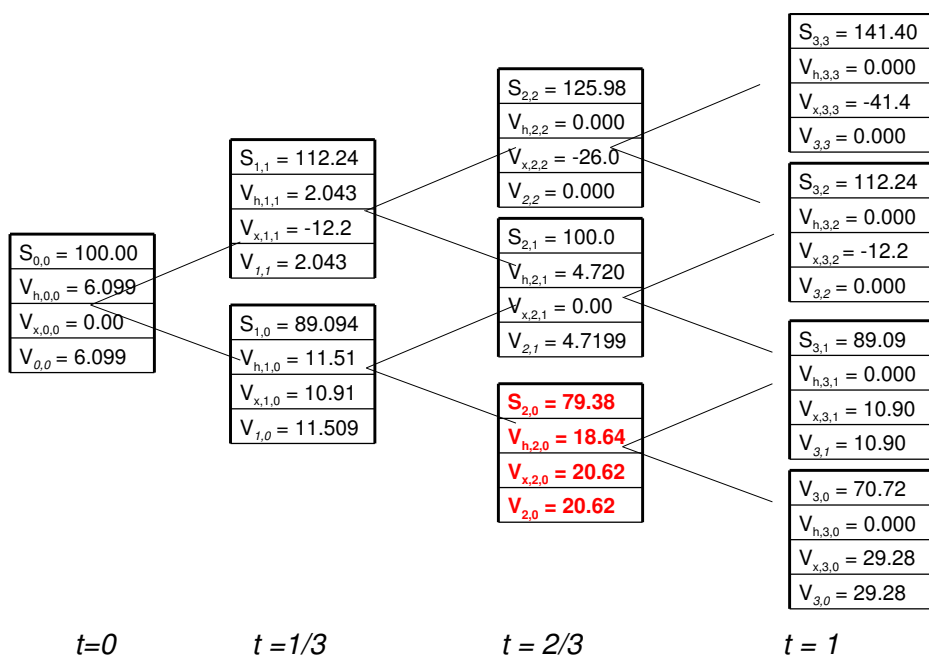 S0,0 = 100.00
Vh,0,0 = 6.099
Vx,0,0 = 0.00
V0,0 = 6.099
S1,1 = 112.24
Vh,1,1 = 2.043
Vx,1,1 = -12.2
V1,1 = 2.043
S1,0 = 89.094
Vh,1,0 = 11.51
Vx,1,0 = 10.91
V1,0 = 11.509
S2,2 = 125.98
Vh,2,2 = 0.000
Vx,2,2 = -26.0
V2,2 = 0.000
S2,1 = 100.0
Vh,2,1 = 4.720
Vx,2,1 = 0.00
V2,1 = 4.7199
S2,0 = 79.38
Vh,2,0 = 18.64
Vx,2,0 = 20.62
V2,0 = 20.62
S3,3 = 141.40
Vh,3,3 = 0.000
Vx,3,3 = -41.4
V3,3 = 0.000
S3,2 = 112.24
Vh,3,2 = 0.000
Vx,3,2 = -12.2
V3,2 = 0.000
S3,1 = 89.09
Vh,3,1 = 0.000
Vx,3,1 = 10.90
V3,1 = 10.90
V3,0 = 70.72
Vh,3,0 = 0.000
Vx,3,0 = 29.28
V3,0 = 29.28
t=0
t =1/3
t = 2/3
t = 1